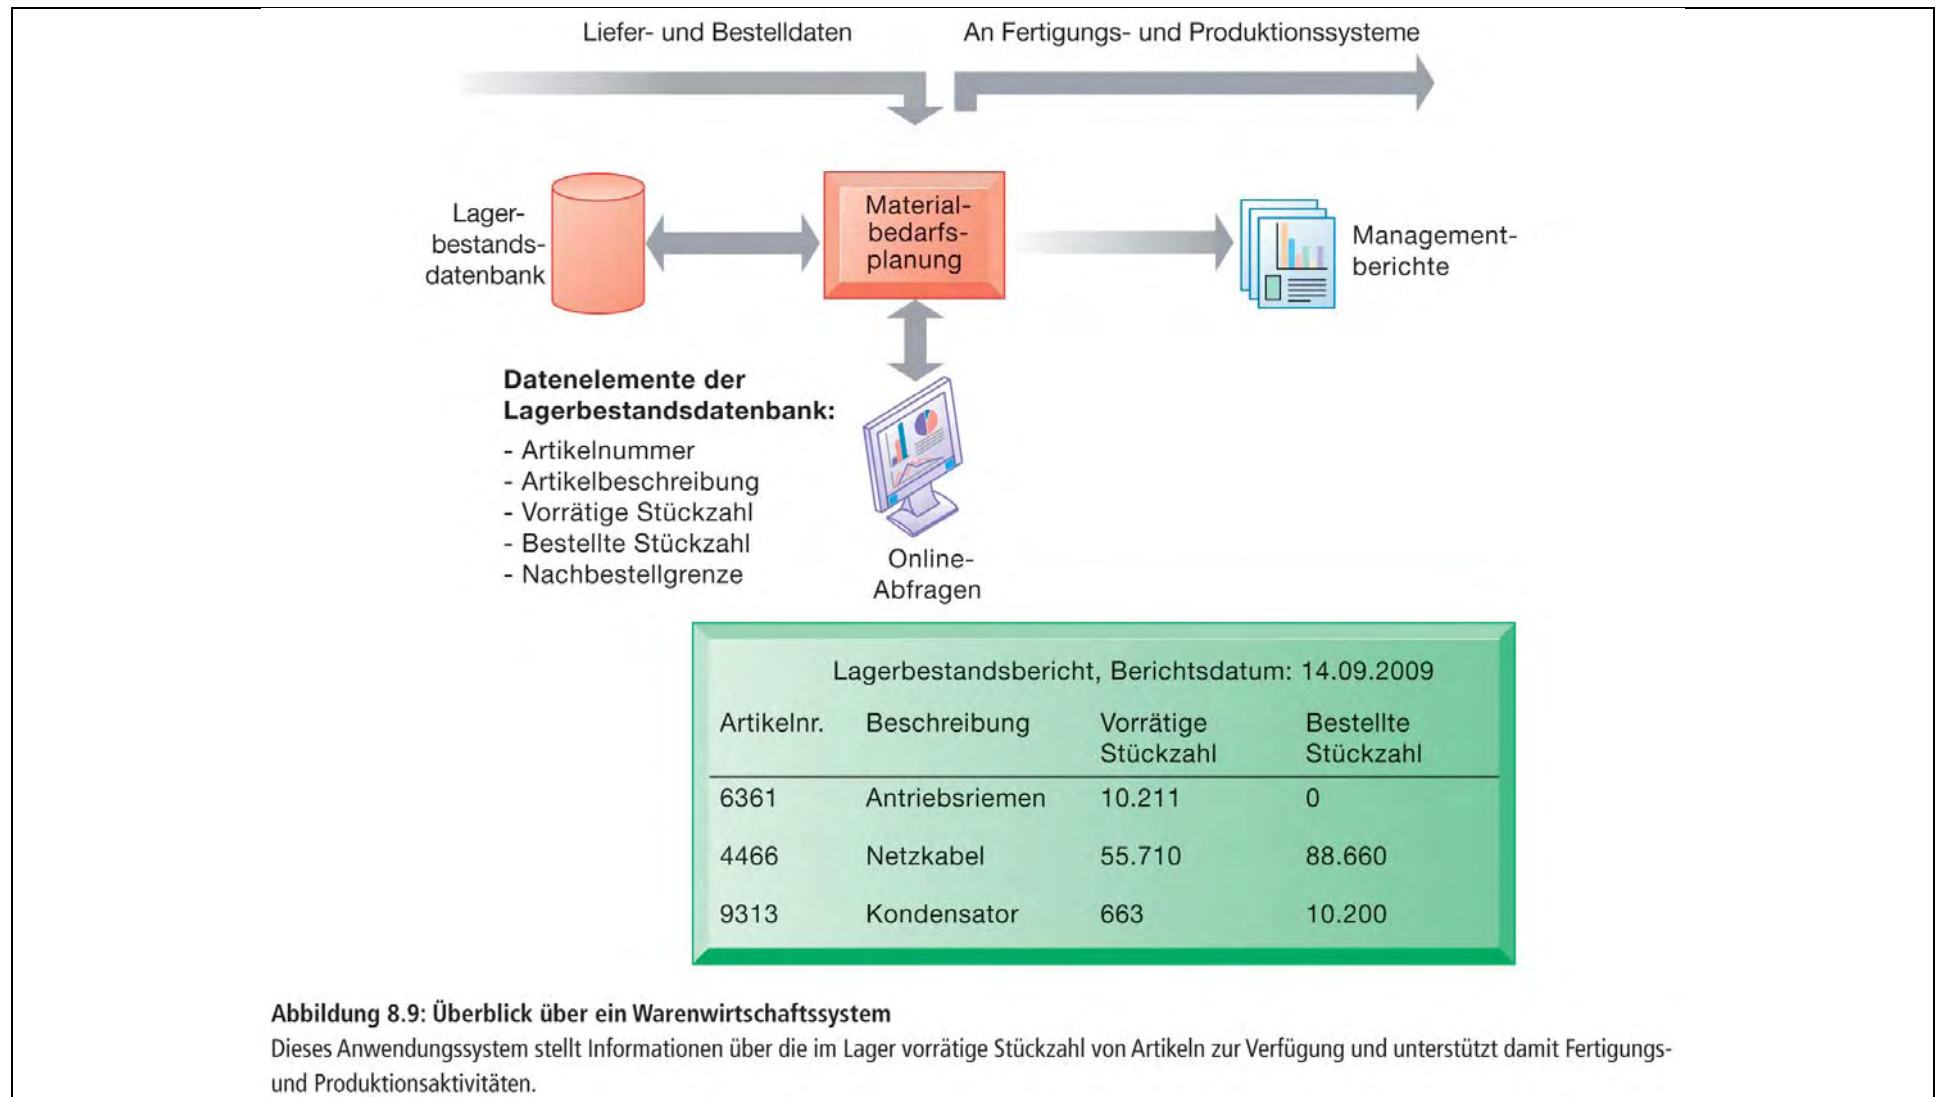 Liefer- und Bestelldaten
An Fertigungs- und Produktionssysteme
Lager-
bestands-
datenbank
Material-
bedarfs-
planung
Management-
berichte
Datenelemente der
Lagerbestandsdatenbank:
- Artikelnummer
- Artikelbeschreibung
- Vorrätige Stückzahl
- Bestellte Stückzahl
- Nachbestellgrenze
Online-
Abfragen
Lagerbestandsbericht, Berichtsdatum: 14.09.2009
Artikelnr. Beschreibung Vorrätige Bestellte
Stückzahl Stückzahl
6361 Antriebsriemen 10.211 0
4466 Netzkabel 55.710 88.660
9313 Kondensator 663 10.200
Abbildung 8.9: Überblick über ein Warenwirtschaftssystem
Dieses Anwendungssystem stellt Informationen über die im Lager vorrätige Stückzahl von Artikeln zur Verfügung und unterstützt damit Fertigungs-
und Produktionsaktivitäten.